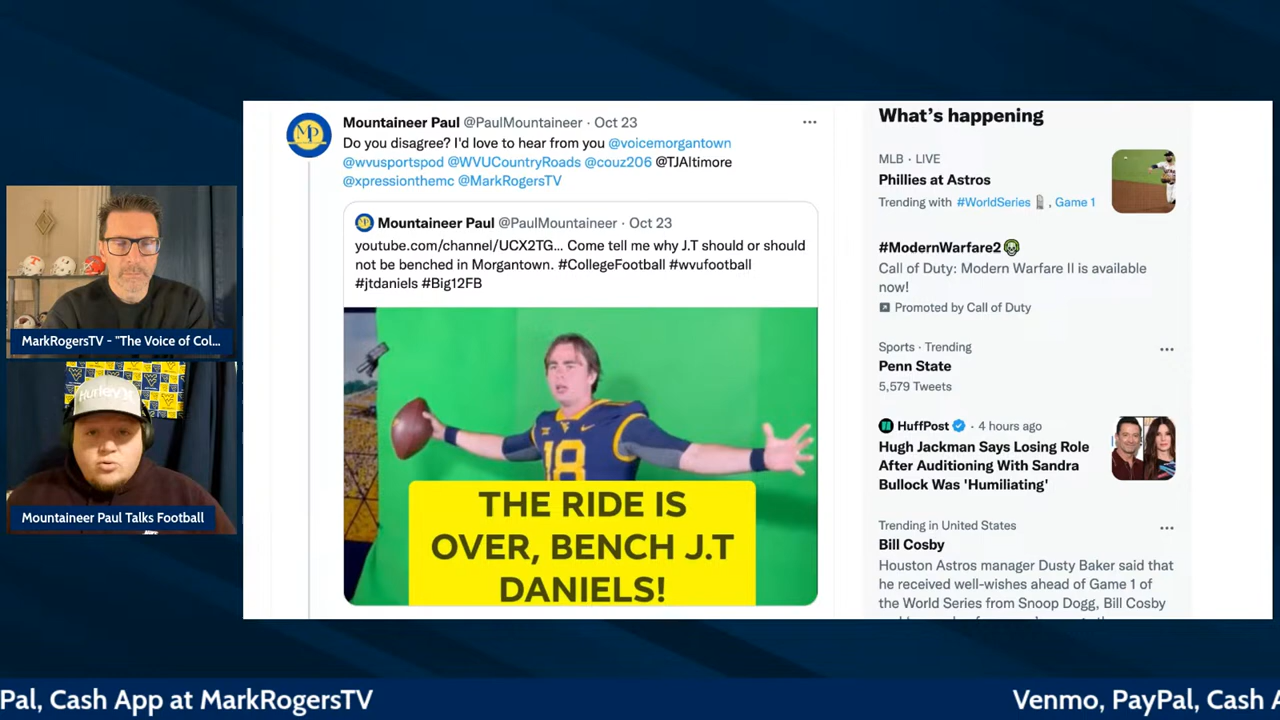 Mountaineer Paul @PaulMountaineer · Oct 23
Do you disagree? I'd love to hear from you @voicemorgantown
@wvusportspod @WVUCountryRoads @couz206 @TJAltimore
@xpressionthemc @MarkRogersTV
MP
Mountaineer Paul @PaulMountaineer · Oct 23
youtube.com/channel/UCX2TG... Come tell me why J.T should or should
not be benched in Morgantown. #CollegeFootball #wvufootball
#jtdaniels #Big12FB
18
THE RIDE IS
OVER, BENCH J.T
DANIELS!
What's happening
MLB · LIVE
Phillies at Astros
Trending with #WorldSeries , Game 1
#ModernWarfare2
Call of Duty: Modern Warfare II is available
now!
Promoted by Call of Duty
Sports · Trending
Penn State
5,579 Tweets
HuffPost · 4 hours ago
Hugh Jackman Says Losing Role
After Auditioning With Sandra
Bullock Was 'Humiliating'
Trending in United States
Bill Cosby
Houston Astros manager Dusty Baker said that
he received well-wishes ahead of Game 1 of
the World Series from Snoop Dogg, Bill Cosby
MarkRogersTV - "The Voice of Col...
Hurley
Mountaineer Paul Talks Football
Pal, Cash App at MarkRogersTV
Venmo, PayPal, Cash A